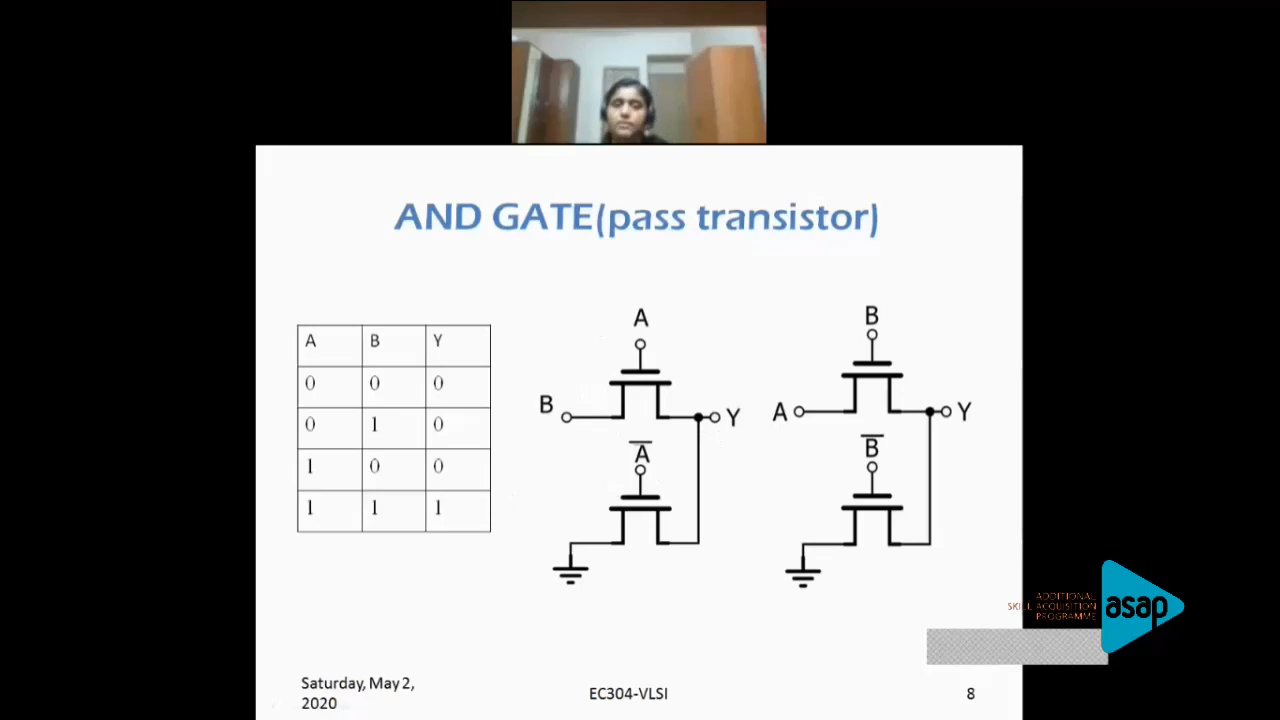 AND GATE(pass transistor)
A B Y
0 0 0
0 1 0
1 0 0
1 1 1
A
B
Y
A̅
B
A
Y
B̅
ADDITIONAL
SKILL ACQUISITION
PROGRAMME
asap
Saturday, May 2,
2020
EC304-VLSI
8